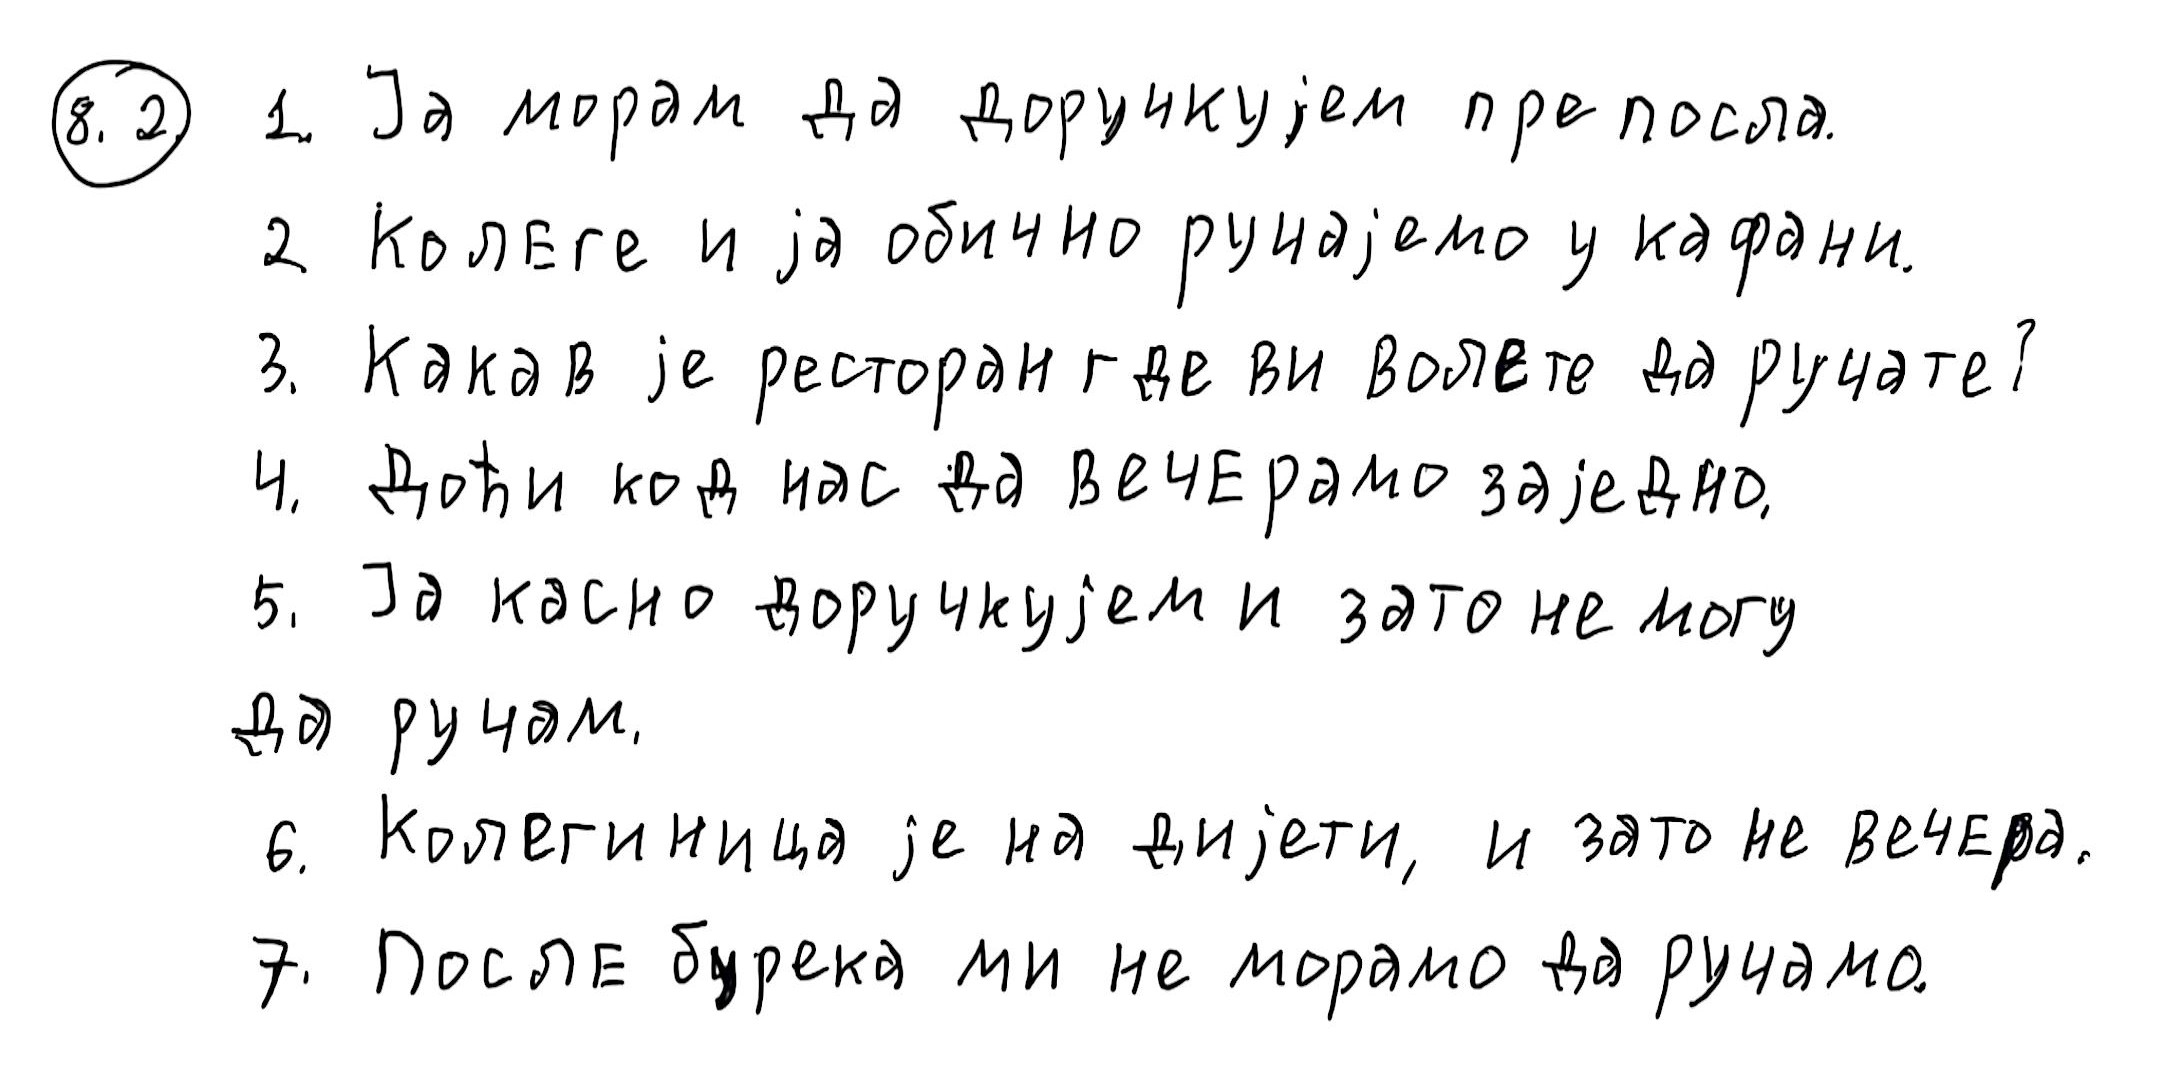 8.2. 1. Ја морам да доручкујем пре посла.
2 Колеге и ја обично ручајемо у кафани.
3. Какав је ресторан где ви волете да ручате?
4. Дођи код нас да вечерамо заједно.
5. Ја касно доручкујем и зато не могу
да ручам.
6. Колегиница је на дијети, и зато не вечера.
7. После бурека ми не морамо да ручамо.